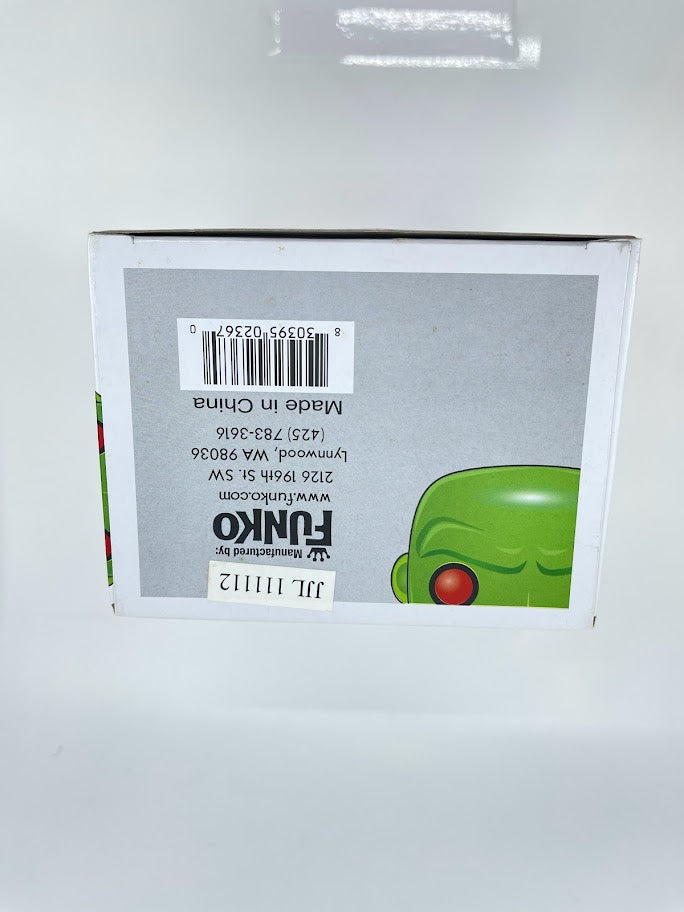 JJL 111112
Manufactured by:
FUNKO
www.funko.com
2126 196th St. SW
Lynnwood, WA 98036
(425) 783-3616
Made in China
8 30395 02367 0